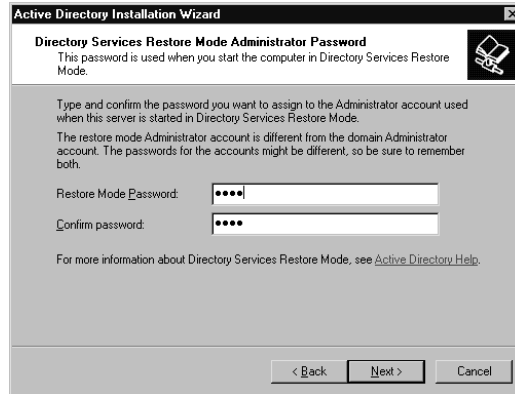 Active Directory Installation Wizard
Directory Services Restore Mode Administrator Password
This password is used when you start the computer in Directory Services Restore
Mode.
Type and confirm the password you want to assign to the Administrator account used
when this server is started in Directory Services Restore Mode.
The restore mode Administrator account is different from the domain Administrator
account. The passwords for the accounts might be different, so be sure to remember
both.
Restore Mode Password: ••••
Confirm password: ••••
For more information about Directory Services Restore Mode, see Active Directory Help.
< Back Next > Cancel